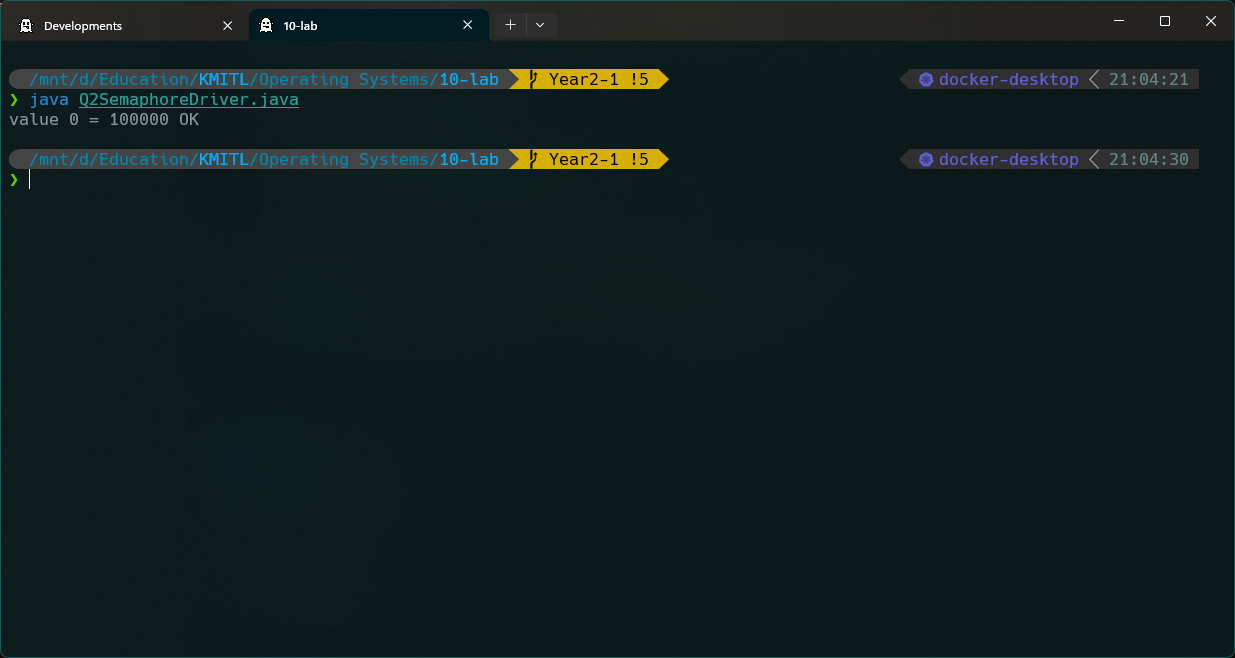 Developments
10-lab
/mnt/d/Education/KMITL/Operating Systems/10-lab Year2-1 !5 docker-desktop 21:04:21
❯ java Q2SemaphoreDriver.java
value 0 = 100000 OK
/mnt/d/Education/KMITL/Operating Systems/10-lab Year2-1 !5 docker-desktop 21:04:30
❯